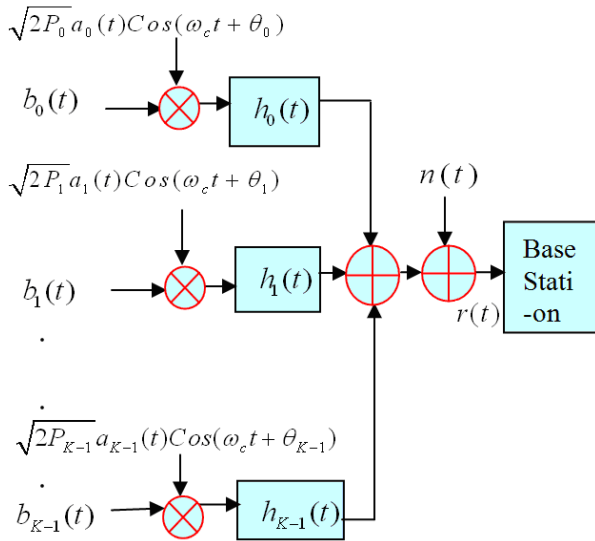 √2P₀ a₀(t)Cos(ω_c t + θ₀)
b₀(t)
h₀(t)
√2P₁ a₁(t)Cos(ω_c t + θ₁)
n(t)
b₁(t)
h₁(t)
Base
Stati
-on
r(t)
.
.
√2P_{K-1} a_{K-1}(t)Cos(ω_c t + θ_{K-1})
.
b_{K-1}(t)
h_{K-1}(t)